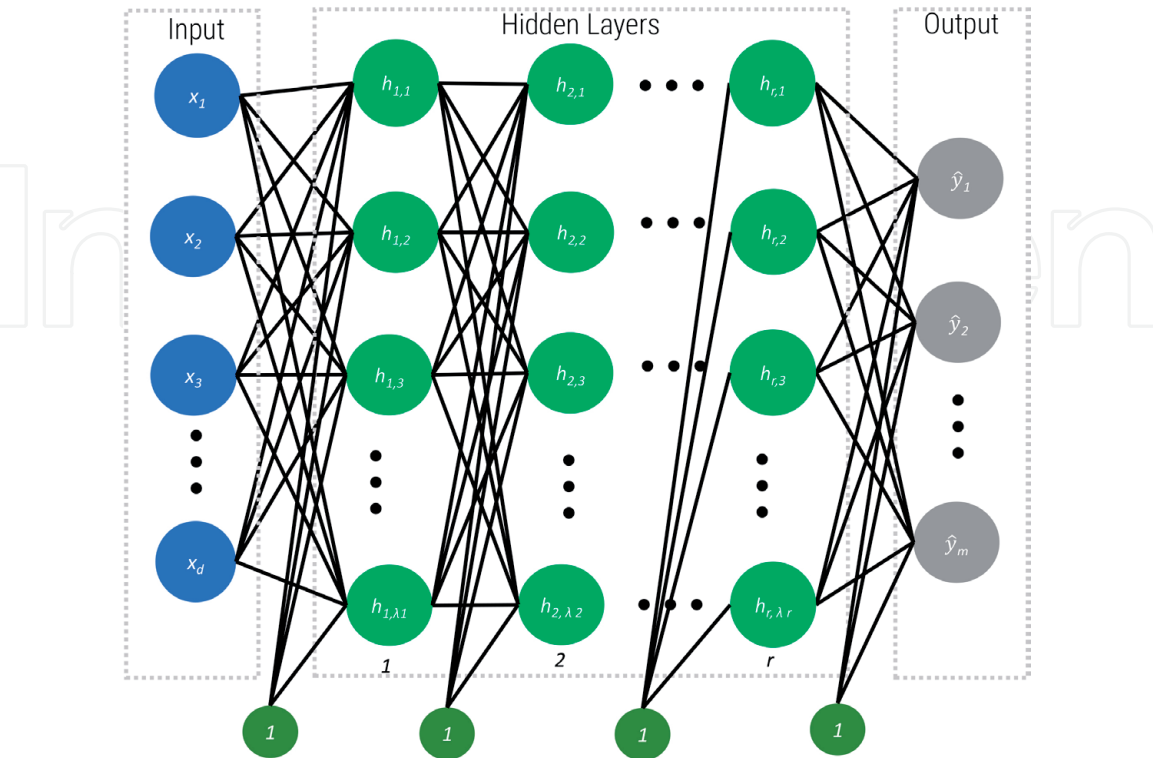 Input
Hidden Layers
Output
x1
x2
x3
xd
h1,1
h1,2
h1,3
h1,λ1
1
h2,1
h2,2
h2,3
h2, λ 2
2
hr,1
hr,2
hr,3
hr, λ r
r
ŷ1
ŷ2
ŷm
1
1
1
1